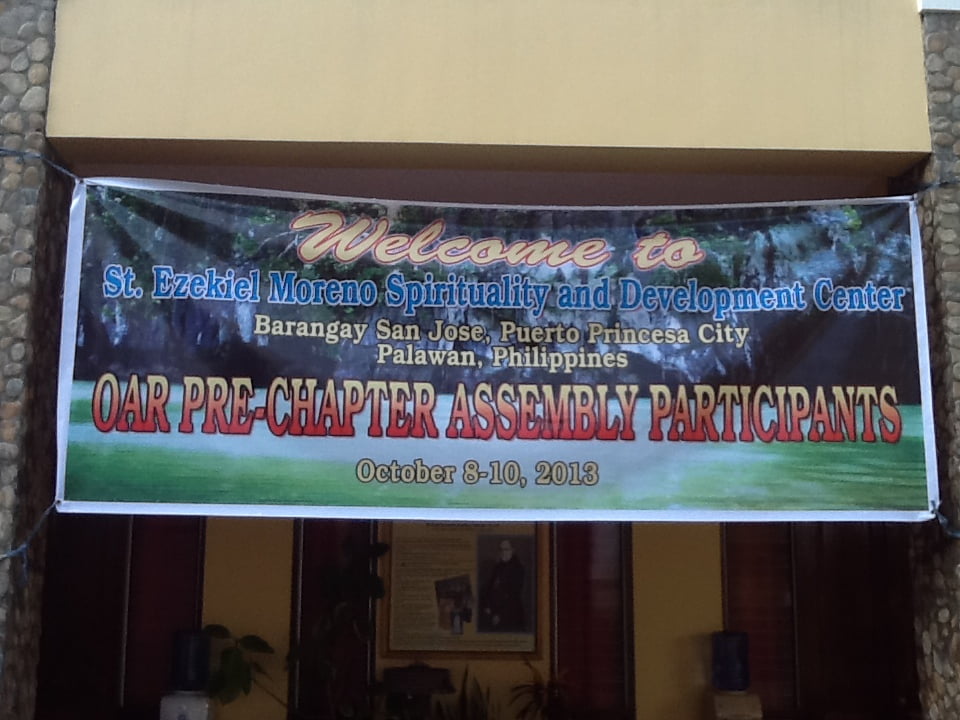 Welcome to
St. Ezekiel Moreno Spirituality and Development Center
Barangay San Jose, Puerto Princesa City
Palawan, Philippines
OAR PRE-CHAPTER ASSEMBLY PARTICIPANTS
October 8-10, 2013